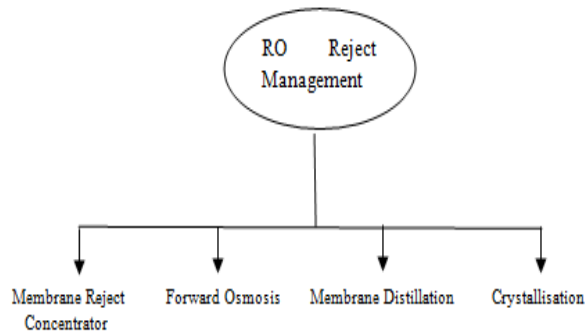 RO Reject
Management
Membrane Reject
Concentrator
Forward Osmosis
Membrane Distillation
Crystallisation